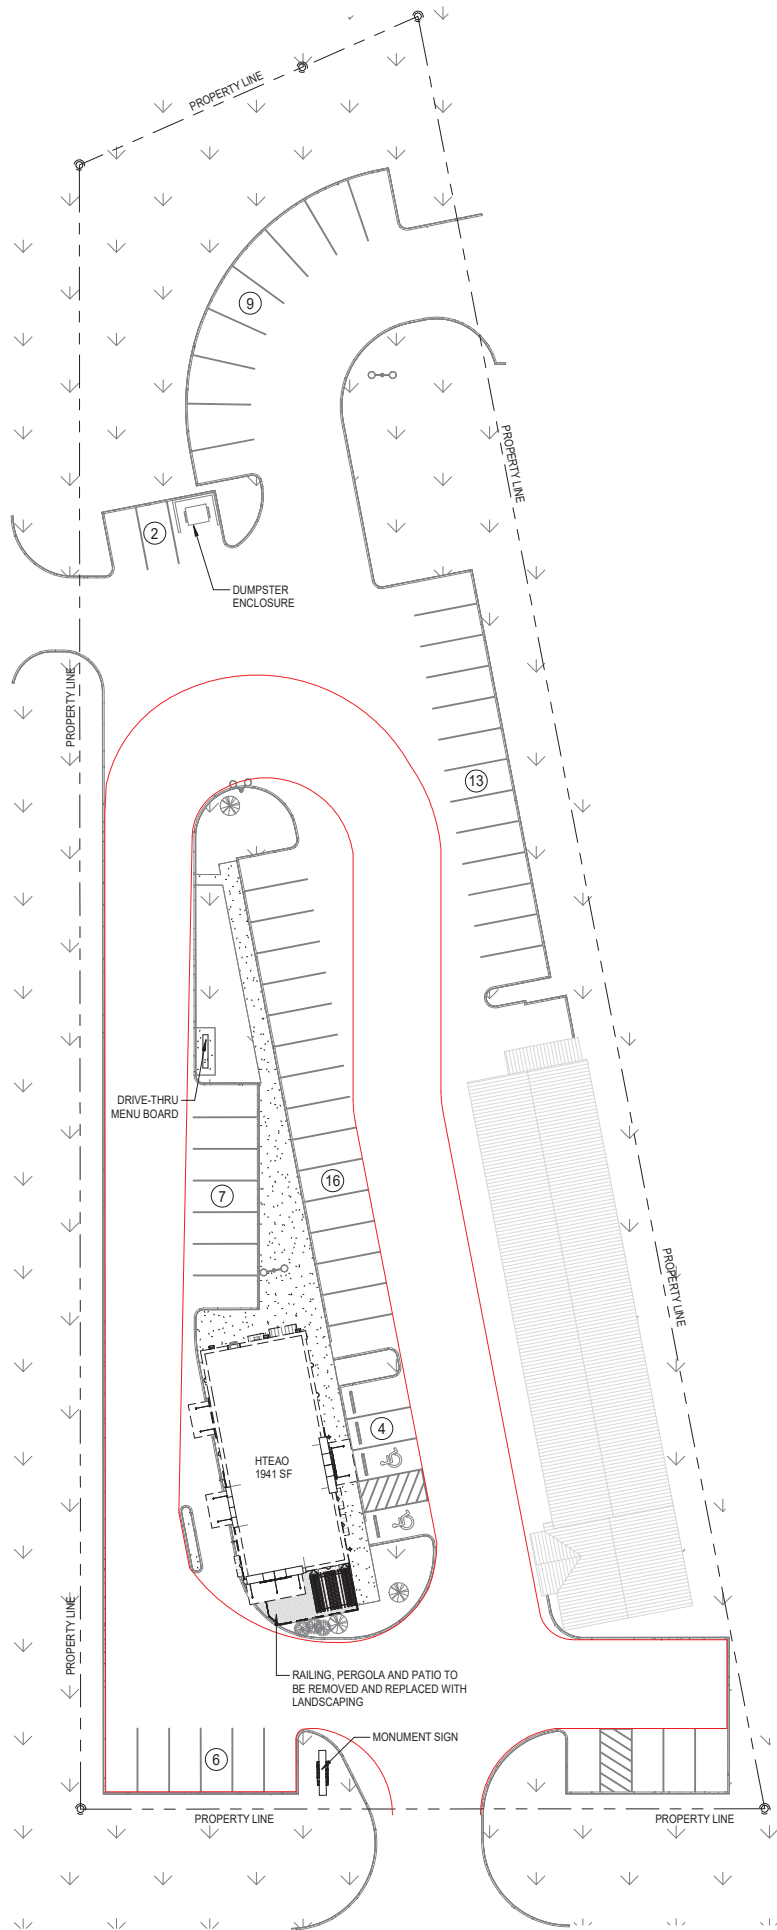 PROPERTY LINE
9
PROPERTY LINE
2
DUMPSTER
ENCLOSURE
PROPERTY LINE
13
DRIVE-THRU
MENU BOARD
16
7
PROPERTY LINE
4
HTEAO
1941 SF
PROPERTY LINE
RAILING, PERGOLA AND PATIO TO
BE REMOVED AND REPLACED WITH
LANDSCAPING
MONUMENT SIGN
6
PROPERTY LINE
PROPERTY LINE